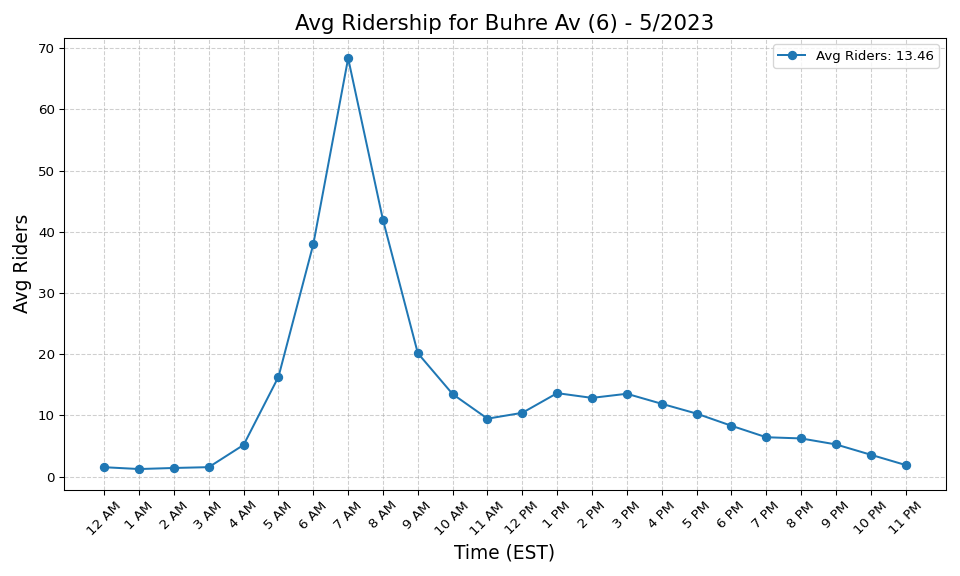 Avg Ridership for Buhre Av (6) - 5/2023
Avg Riders: 13.46
Avg Riders
70
60
50
40
30
20
10
0
12 AM 1 AM 2 AM 3 AM 4 AM 5 AM 6 AM 7 AM 8 AM 9 AM 10 AM 11 AM 12 PM 1 PM 2 PM 3 PM 4 PM 5 PM 6 PM 7 PM 8 PM 9 PM 10 PM 11 PM
Time (EST)